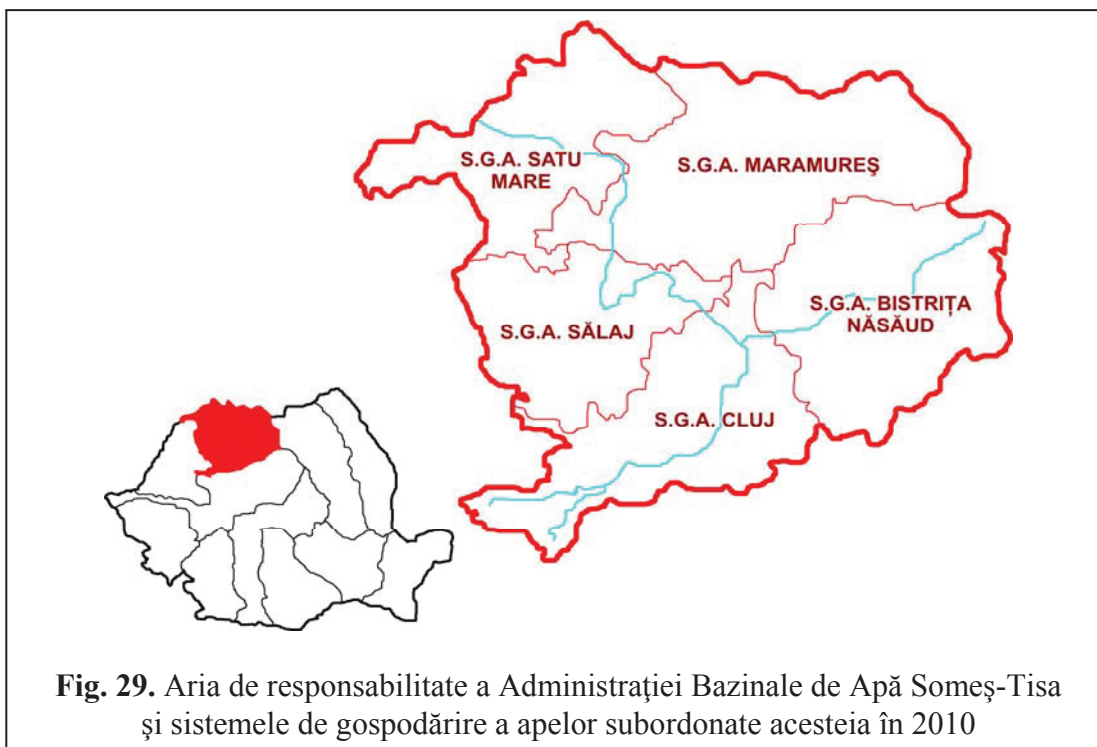 S.G.A. SATU
MARE
S.G.A. MARAMUREŞ
S.G.A. BISTRIȚA
NĂSĂUD
S.G.A. SĂLAJ
S.G.A. CLUJ
Fig. 29. Aria de responsabilitate a Administraţiei Bazinale de Apă Someş-Tisa
şi sistemele de gospodărire a apelor subordonate acesteia în 2010